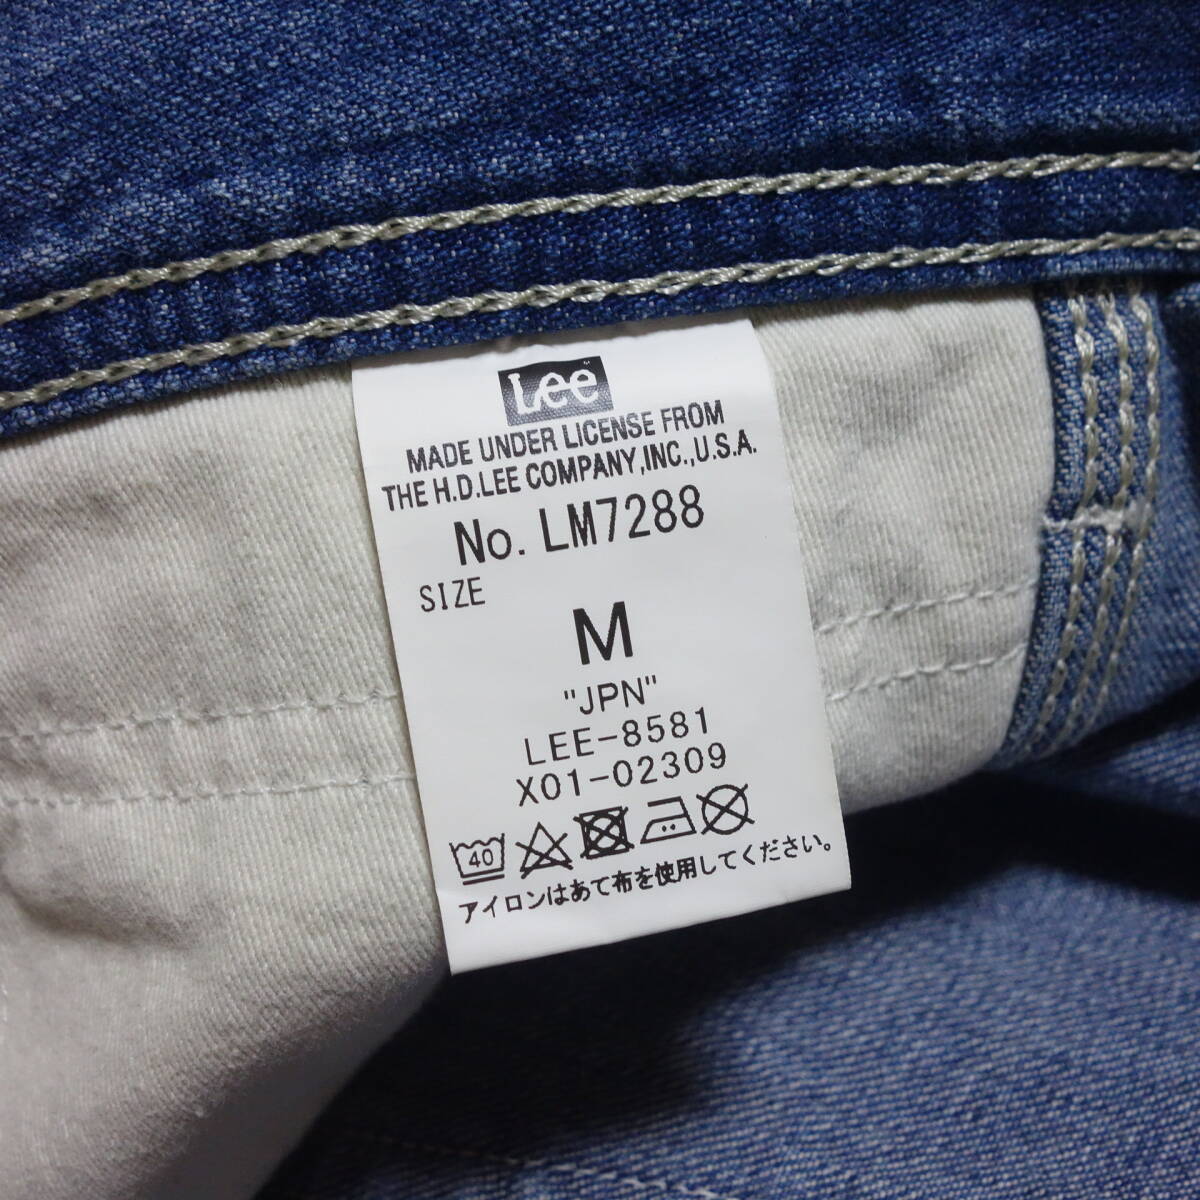 Lee
MADE UNDER LICENSE FROM
THE H.D.LEE COMPANY,INC.,U.S.A.
No. LM7288
SIZE
M
"JPN"
LEE-8581
X01-02309
40
アイロンはあて布を使用してください。